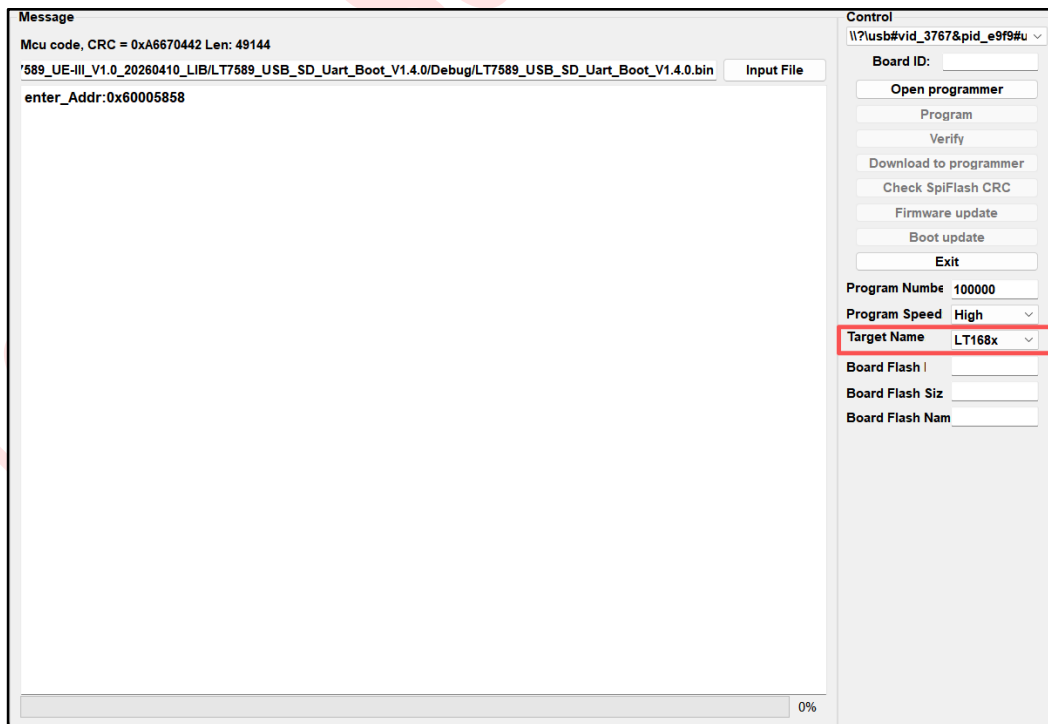 Message
Mcu code, CRC = 0xA6670442 Len: 49144
'589_UE-III_V1.0_20260410_LIB/LT7589_USB_SD_Uart_Boot_V1.4.0/Debug/LT7589_USB_SD_Uart_Boot_V1.4.0.bin
Input File
enter_Addr:0x60005858
0%
Control
\\?\usb#vid_3767&pid_e9f9#u
Board ID:
Open programmer
Program
Verify
Download to programmer
Check SpiFlash CRC
Firmware update
Boot update
Exit
Program Numbe 100000
Program Speed High
Target Name LT168x
Board Flash I
Board Flash Siz
Board Flash Nam